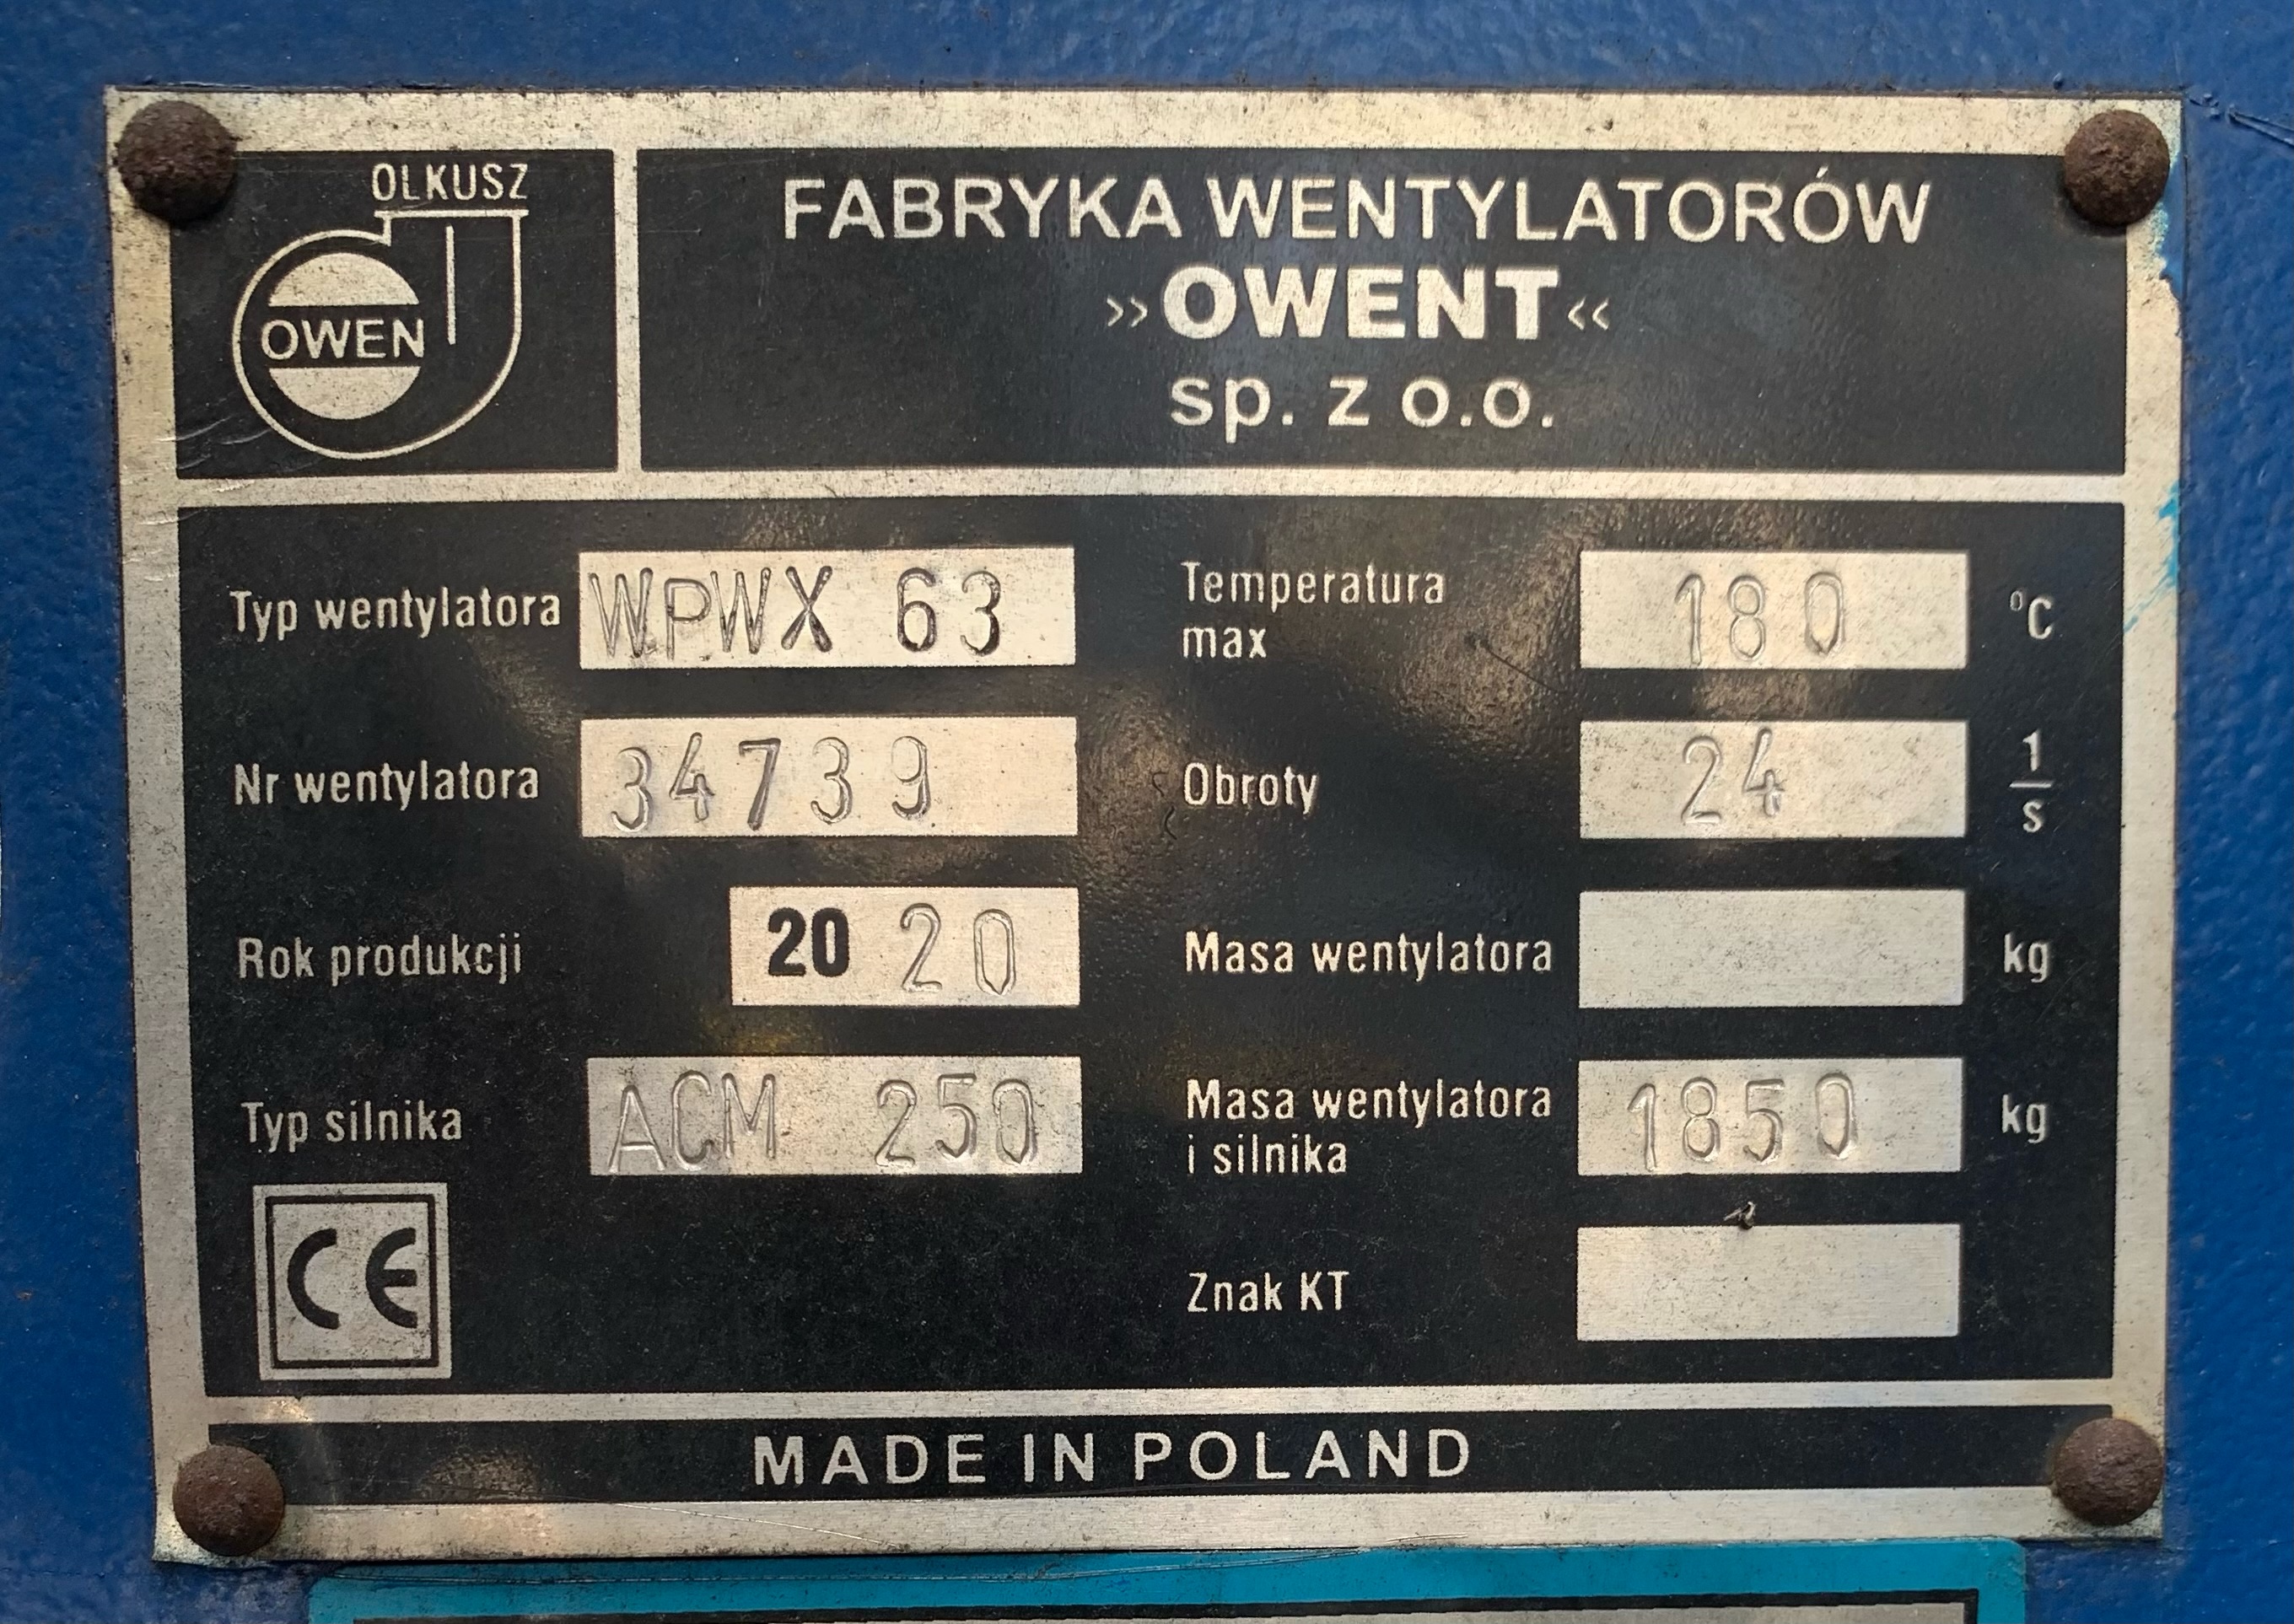 OLKUSZ
OWEN
FABRYKA WENTYLATORÓW
»OWENT«
sp. z o.o.
Typ wentylatora WPWX 63
Nr wentylatora 34739
Rok produkcji 2020
Typ silnika ACM 250
CE
Temperatura
max 180 °C
Obroty 24 1/s
Masa wentylatora kg
Masa wentylatora
i silnika 1850 kg
Znak KT
MADE IN POLAND